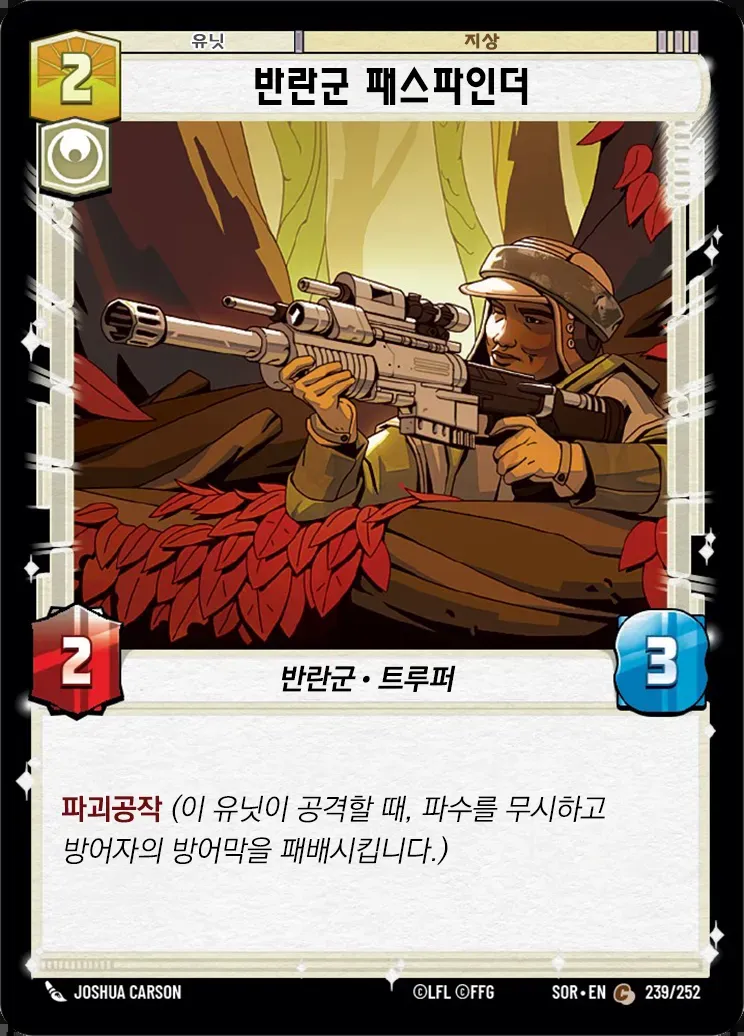 유닛
지상
2
반란군 패스파인더
2
반란군 • 트루퍼
3
파괴공작 (이 유닛이 공격할 때, 파수를 무시하고
방어자의 방어막을 패배시킵니다.)
JOSHUA CARSON
©LFL ©FFG
SOR • EN C 239/252